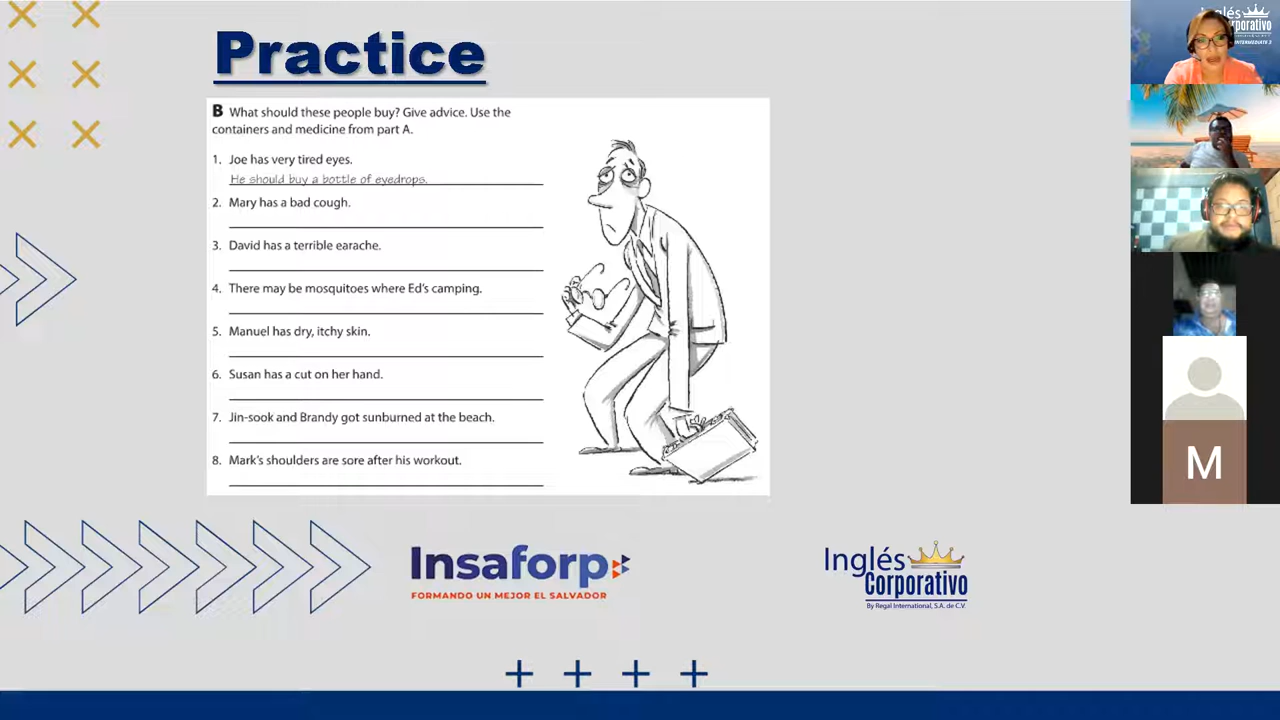 Practice
B What should these people buy? Give advice. Use the
containers and medicine from part A.
1. Joe has very tired eyes.
He should buy a bottle of eyedrops.
2. Mary has a bad cough.
3. David has a terrible earache.
4. There may be mosquitoes where Ed's camping.
5. Manuel has dry, itchy skin.
6. Susan has a cut on her hand.
7. Jin-sook and Brandy got sunburned at the beach.
8. Mark's shoulders are sore after his workout.
Insaforp
FORMANDO UN MEJOR EL SALVADOR
Inglés
Corporativo
By Regal International, S.A. de C.V.
Inglés
Corporativo
INTERMEDIATE 2
M